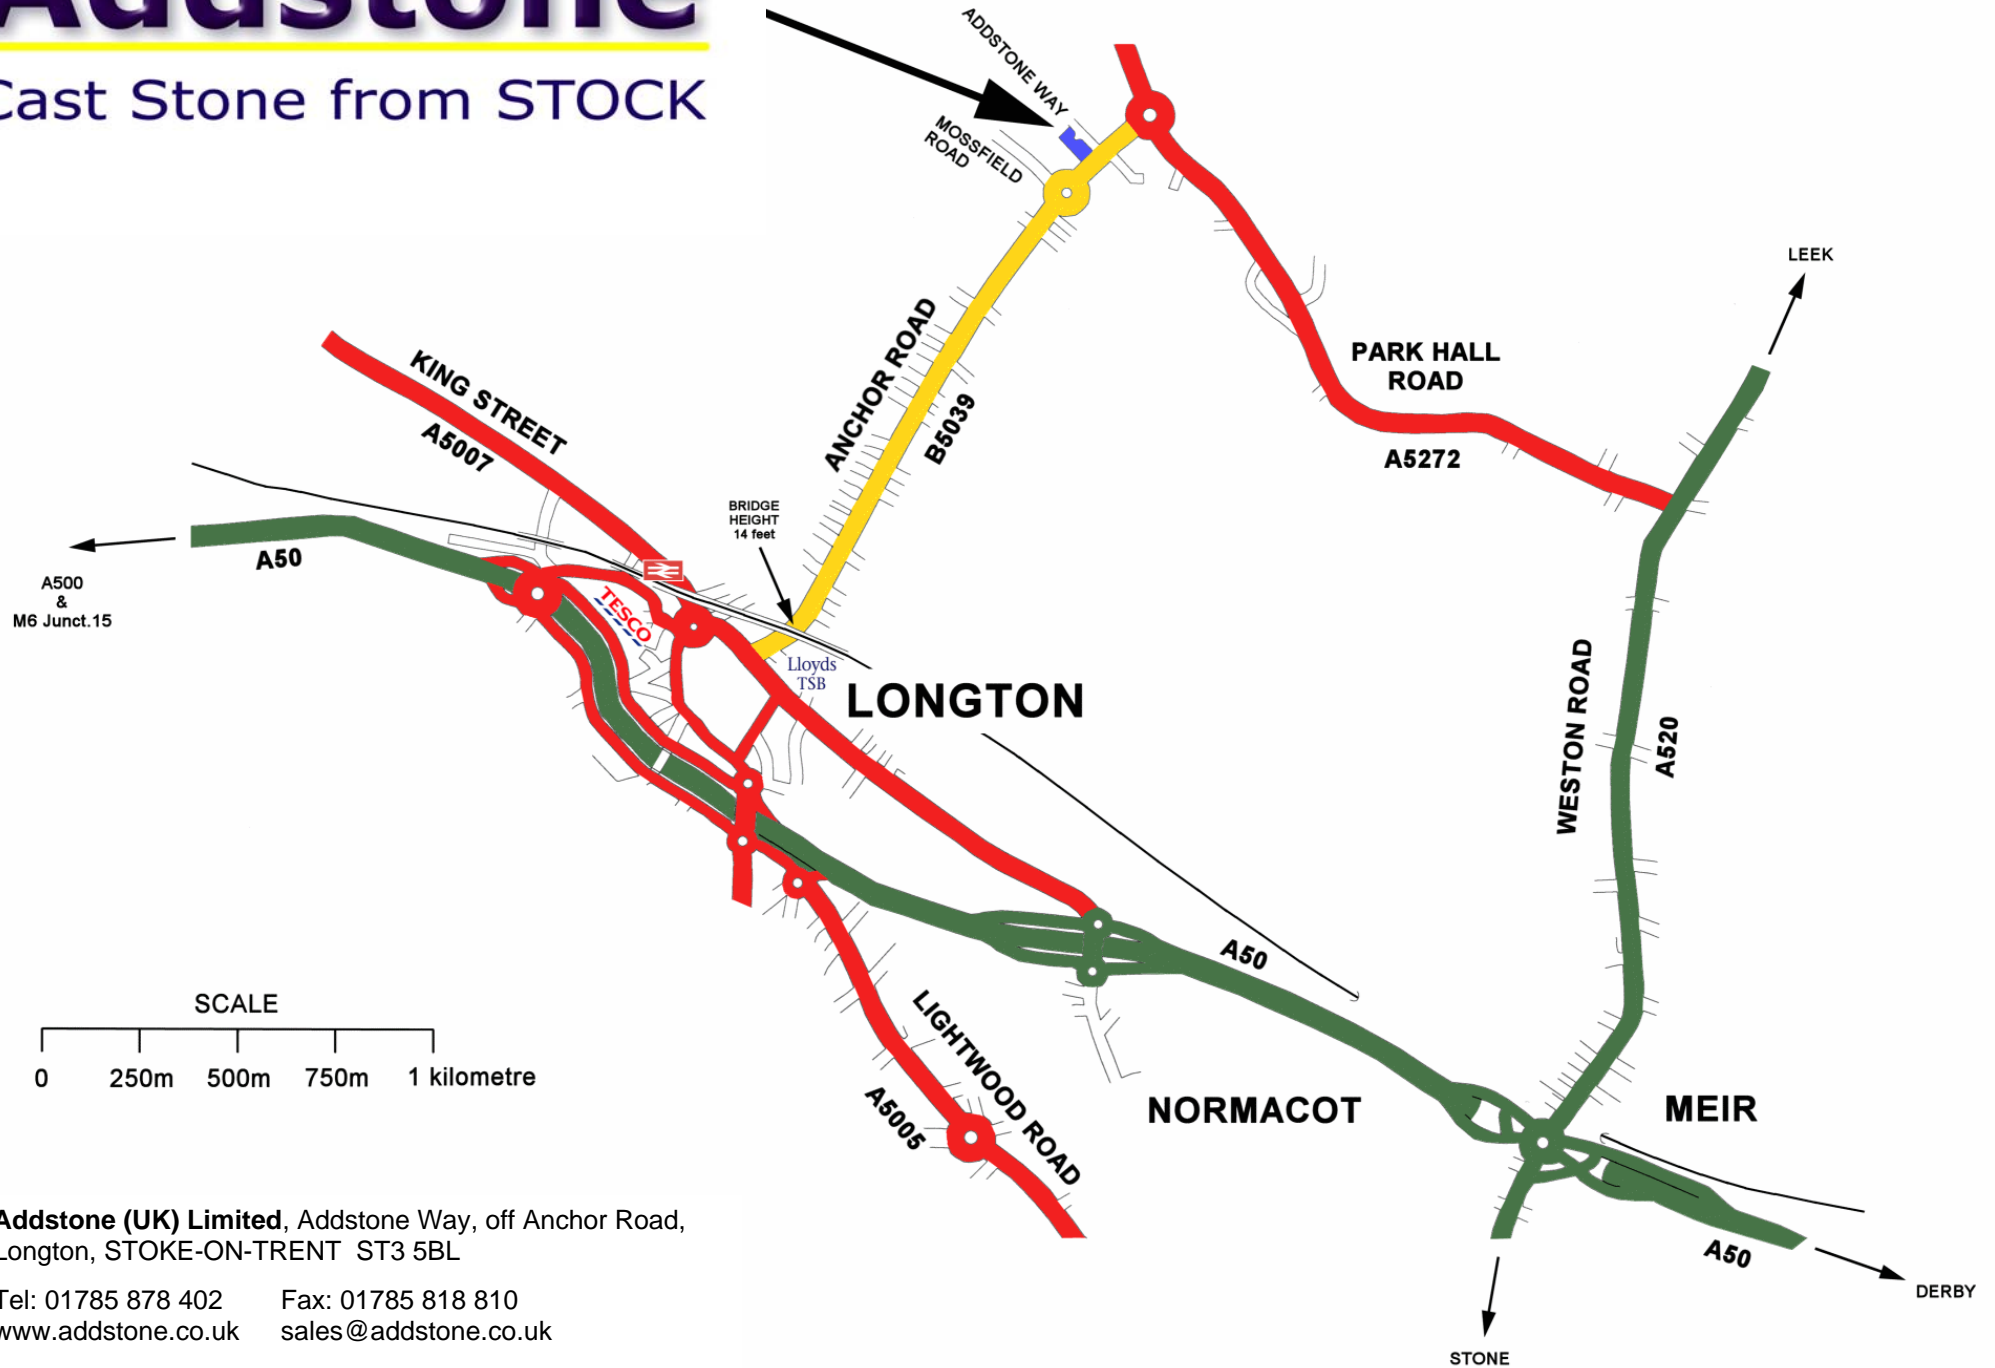 Addstone
Cast Stone from STOCK
ADDSTONE WAY
MOSSFIELD
ROAD
LEEK
KING STREET
A5007
ANCHOR ROAD
B5039
PARK HALL
ROAD
A5272
BRIDGE
HEIGHT
14 feet
A50
A500
&
M6 Junct.15
TESCO
Lloyds
TSB
LONGTON
WESTON ROAD
A520
A50
SCALE
0 250m 500m 750m 1 kilometre
LIGHTWOOD ROAD
A5005
NORMACOT
MEIR
A50
DERBY
STONE
Addstone (UK) Limited, Addstone Way, off Anchor Road,
Longton, STOKE-ON-TRENT ST3 5BL
Tel: 01785 878 402 Fax: 01785 818 810
www.addstone.co.uk sales@addstone.co.uk